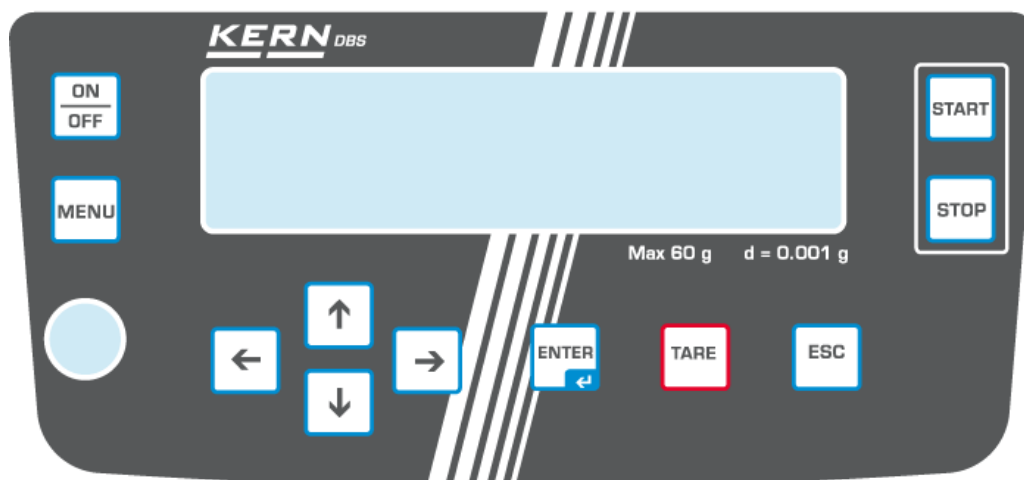 KERN DBS
ON
OFF
START
MENU
STOP
Max 60 g d = 0.001 g
ENTER
TARE
ESC